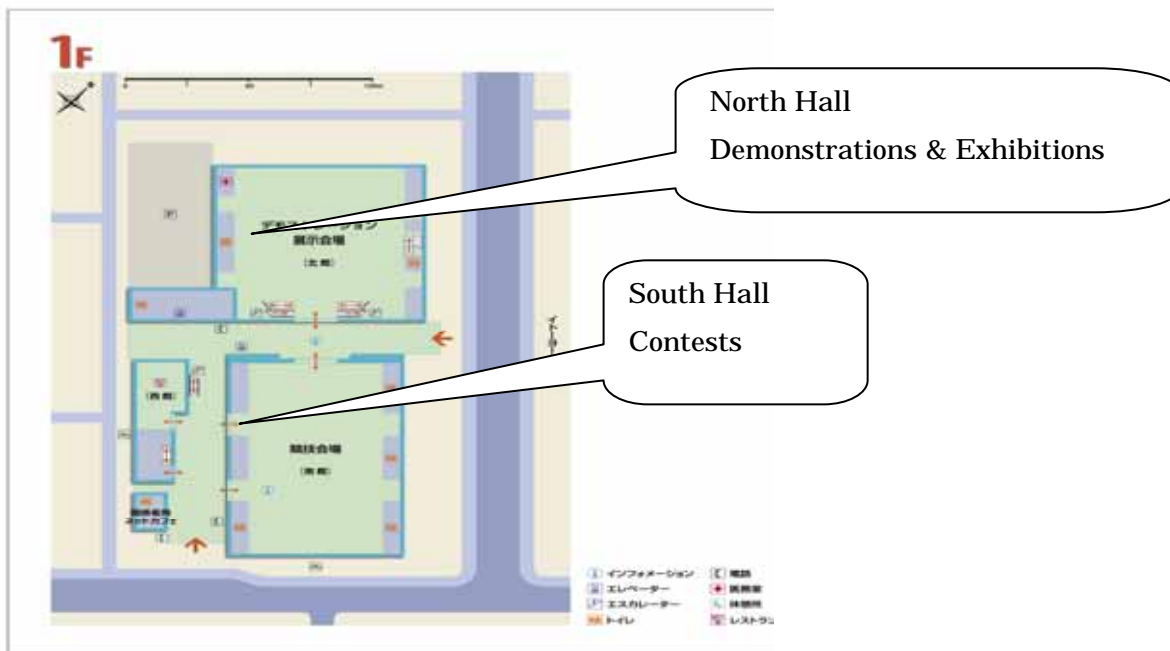 1F
North Hall
Demonstrations & Exhibitions
デモンストレーション
展示会場
(北館)
South Hall
Contests
(西館)
競技会場
(南館)
インフォメーション
電話
エレベーター
医務室
エスカレーター
休憩所
トイレ
レストラン